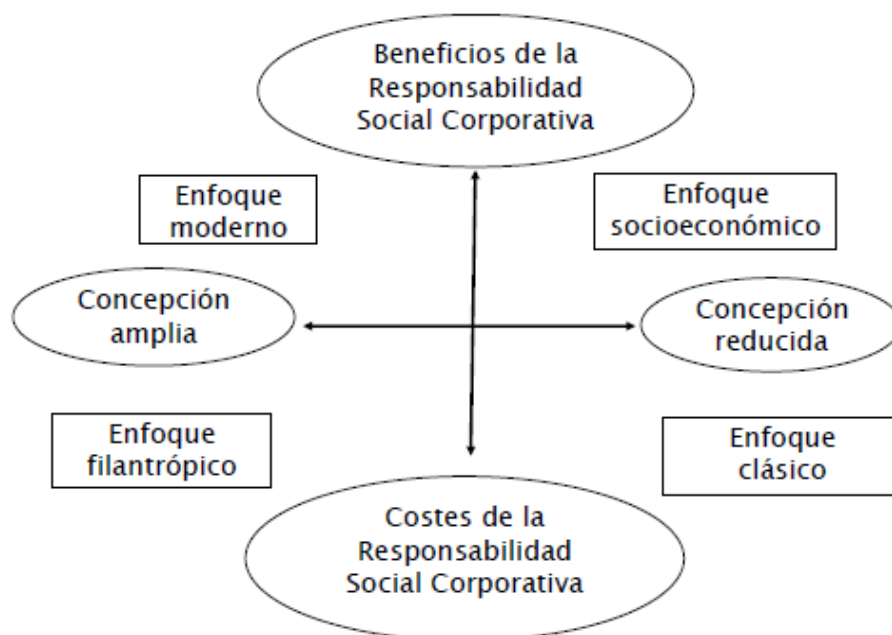 Beneficios de la
Responsabilidad
Social Corporativa
Enfoque
moderno
Enfoque
socioeconómico
Concepción
amplia
Concepción
reducida
Enfoque
filantrópico
Enfoque
clásico
Costes de la
Responsabilidad
Social Corporativa